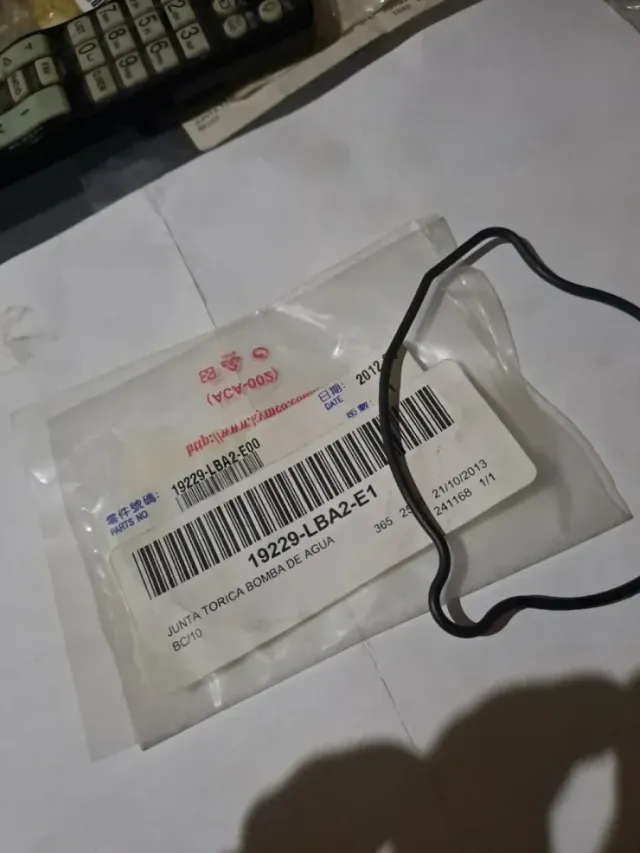 (ACA-002)
日期:
DATE
2012
零件號碼:
PARTS NO
19229-LBA2-E00
19229-LBA2-E1
JUNTA TORICA BOMBA DE AGUA
BC/10
365
21/10/2013
241168 1/1